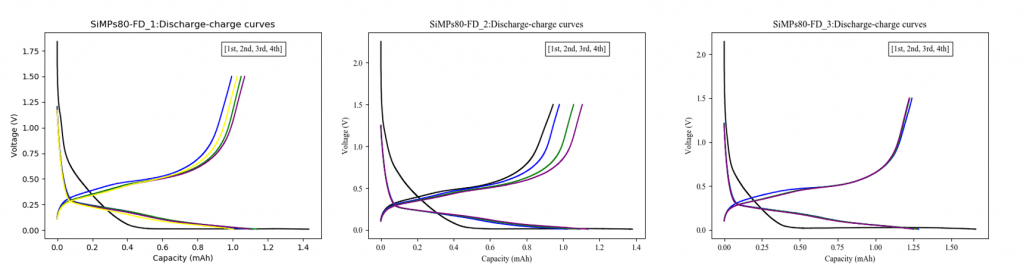 SiMPs80-FD_1:Discharge-charge curves
[1st, 2nd, 3rd, 4th]
Voltage (V)
1.75
1.50
1.25
1.00
0.75
0.50
0.25
0.00
0.0 0.2 0.4 0.6 0.8 1.0 1.2 1.4
Capacity (mAh)
SiMPs80-FD_2:Discharge-charge curves
[1st, 2nd, 3rd, 4th]
Voltage (V)
2.0
1.5
1.0
0.5
0.0
0.0 0.2 0.4 0.6 0.8 1.0 1.2 1.4
Capacity (mAh)
SiMPs80-FD_3:Discharge-charge curves
[1st, 2nd, 3rd, 4th]
Voltage (V)
2.0
1.5
1.0
0.5
0.0
0.00 0.25 0.50 0.75 1.00 1.25 1.50
Capacity (mAh)